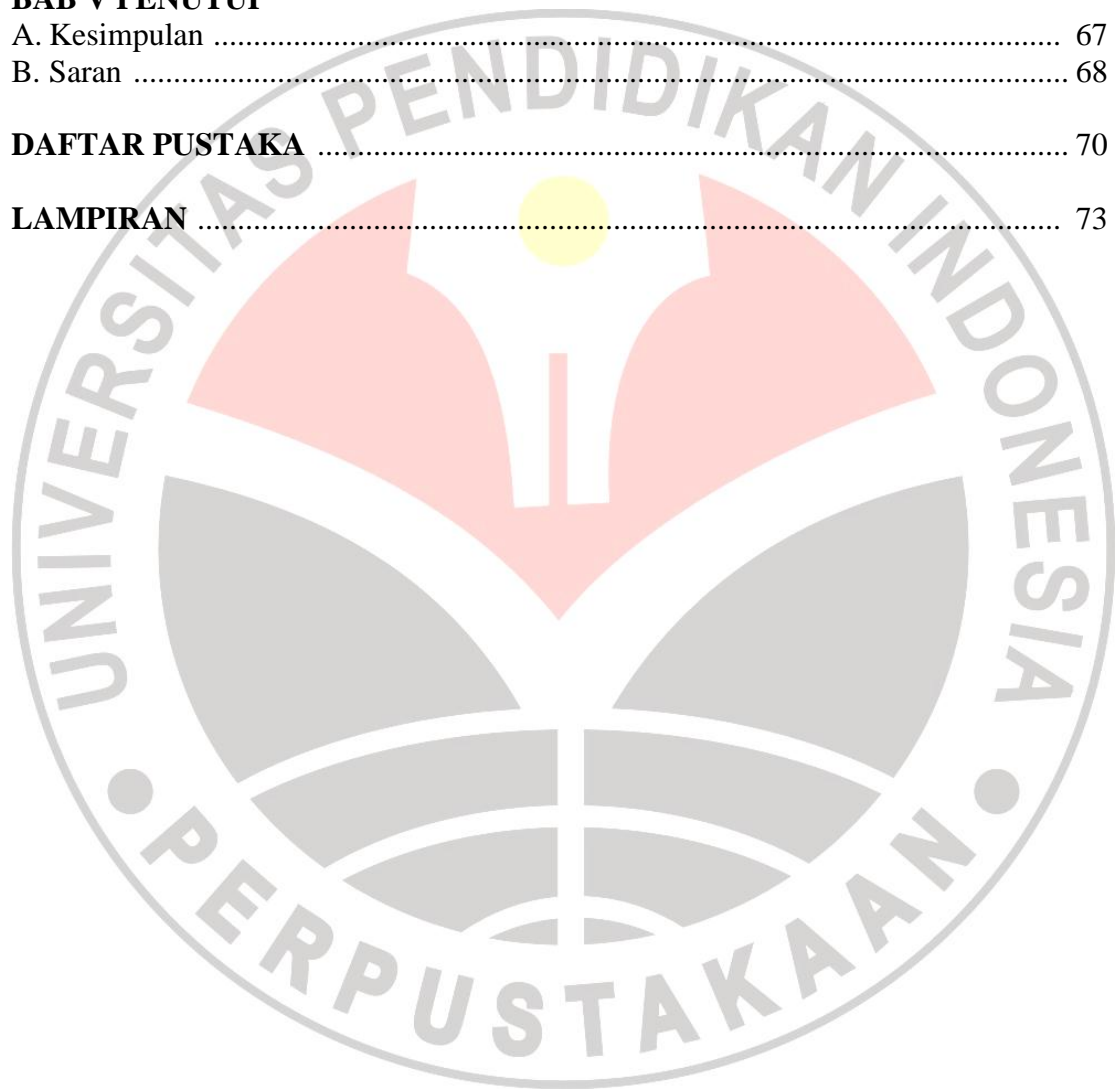 BAB V PENUTUP
A. Kesimpulan .................................................................................................... 67
B. Saran .............................................................................................................. 68
DAFTAR PUSTAKA ......................................................................................... 70
LAMPIRAN ...................................................................................................... 73
UNIVERSITAS PENDIDIKAN INDONESIA
PERPUSTAKAAN